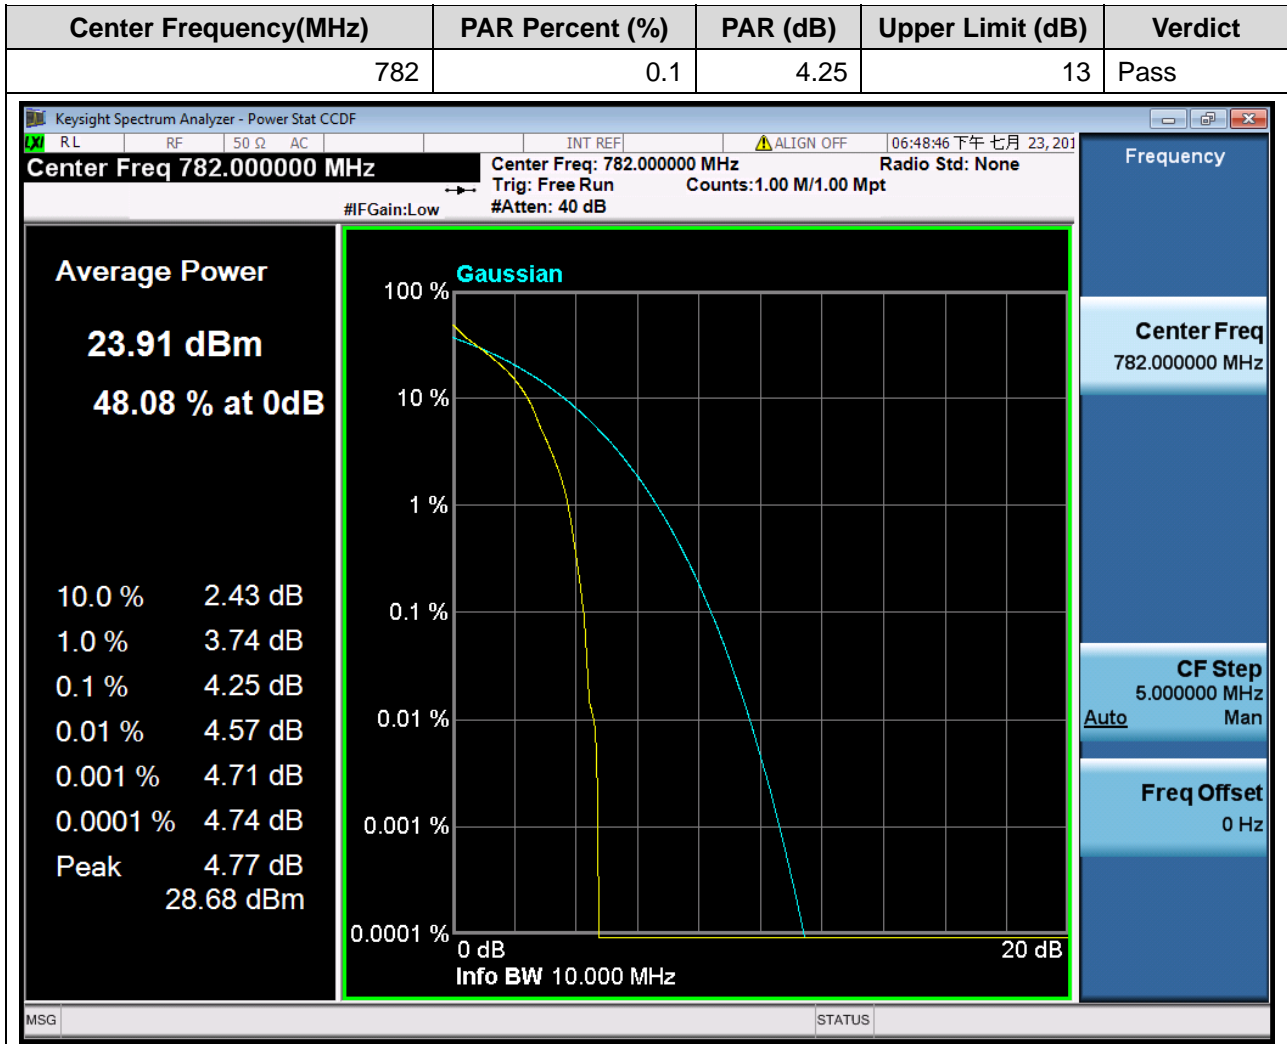 Center Frequency(MHz) PAR Percent (%) PAR (dB) Upper Limit (dB) Verdict
782 0.1 4.25 13 Pass
Keysight Spectrum Analyzer - Power Stat CCDF
LXI RL RF 50 Ω AC INT REF ALIGN OFF 06:48:46 下午 七月 23, 201
Center Freq 782.000000 MHz
Center Freq: 782.000000 MHz Radio Std: None
Trig: Free Run Counts:1.00 M/1.00 Mpt
#IFGain:Low #Atten: 40 dB
Frequency
Average Power
23.91 dBm
48.08 % at 0dB
10.0 % 2.43 dB
1.0 % 3.74 dB
0.1 % 4.25 dB
0.01 % 4.57 dB
0.001 % 4.71 dB
0.0001 % 4.74 dB
Peak 4.77 dB
28.68 dBm
Gaussian
100 %
10 %
1 %
0.1 %
0.01 %
0.001 %
0.0001 %
0 dB 20 dB
Info BW 10.000 MHz
Center Freq
782.000000 MHz
CF Step
5.000000 MHz
Auto Man
Freq Offset
0 Hz
MSG STATUS